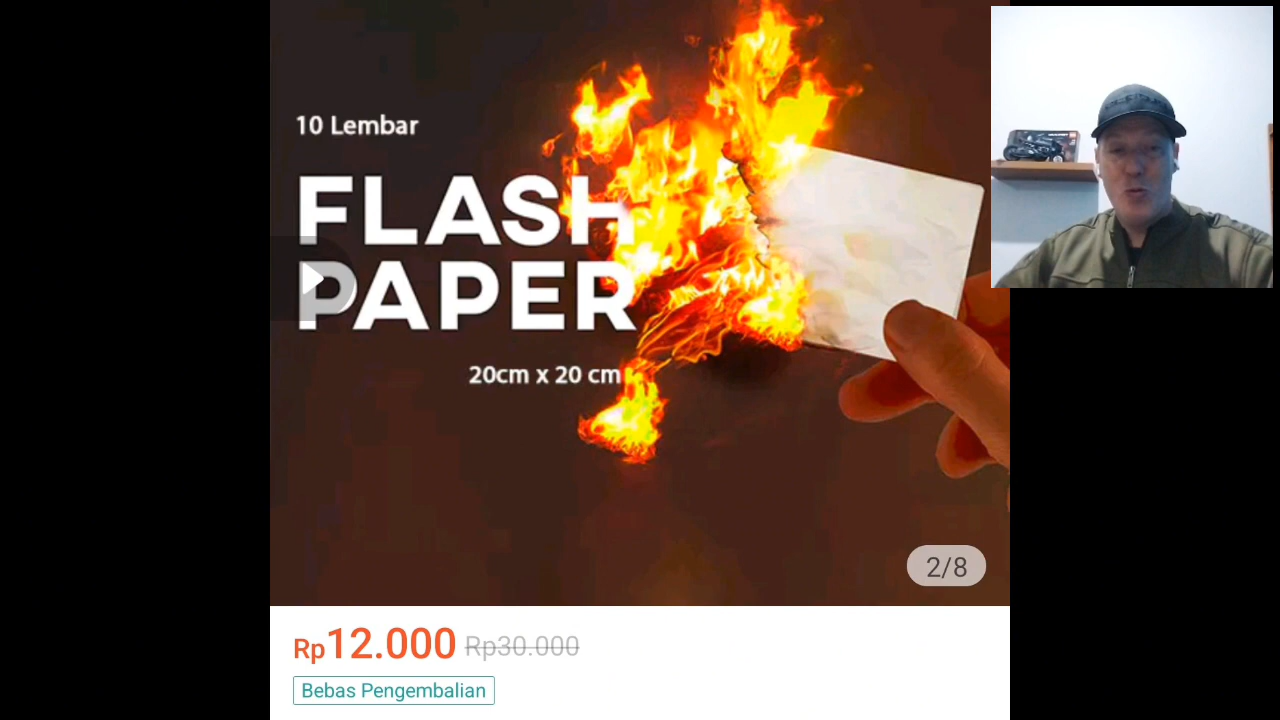 10 Lembar
FLASH
PAPER
20cm x 20 cm
2/8
Rp12.000 Rp30.000
Bebas Pengembalian